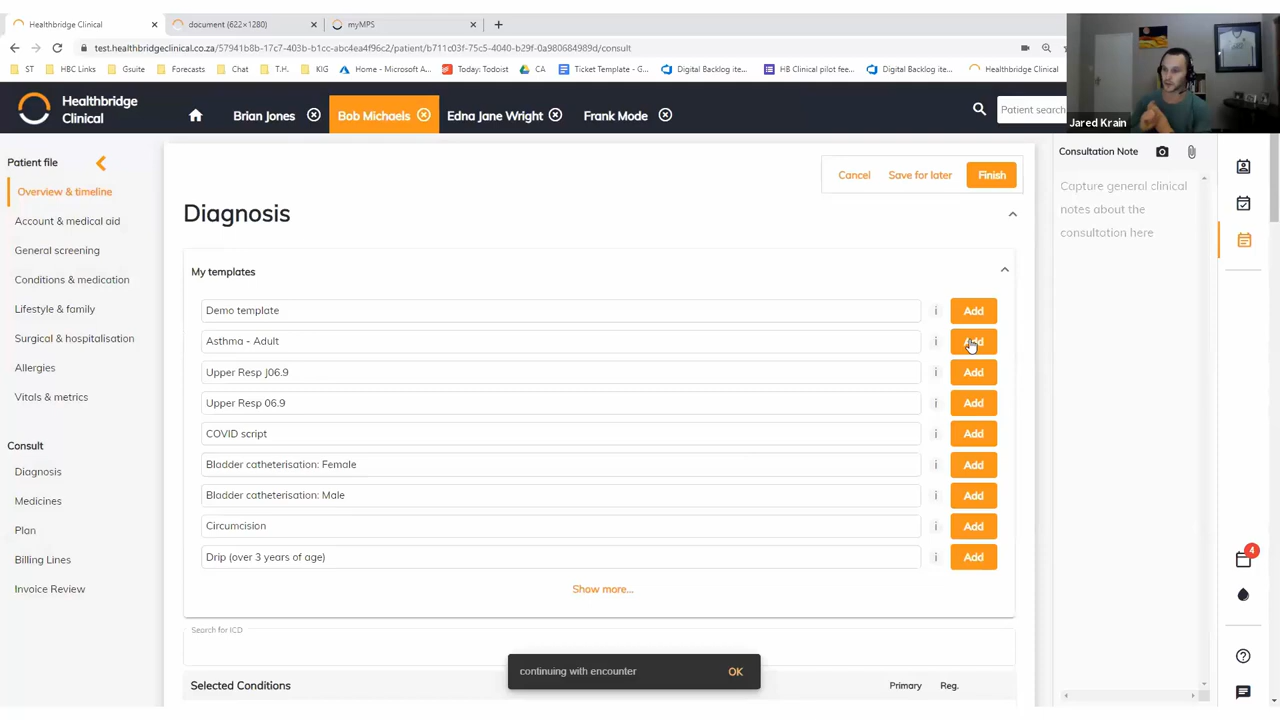 Healthbridge Clinical
document (622×1280)
myMPS
test.healthbridgeclinical.co.za/57941b8b-17c7-403b-b1cc-abc4ea4f96c2/patient/b711c03f-75c5-4040-b29f-0a980684989d/consult
ST
HBC Links
Gsuite
Forecasts
Chat
T.H.
KIG
Home - Microsoft A...
Today: Todoist
CA
Ticket Template - G...
Digital Backlog ite...
HB Clinical pilot fee...
Digital Backlog ite...
Healthbridge Clinical
Healthbridge
Clinical
Brian Jones
Bob Michaels
Edna Jane Wright
Frank Mode
Patient search
Jared Krain
Patient file
Overview & timeline
Account & medical aid
General screening
Conditions & medication
Lifestyle & family
Surgical & hospitalisation
Allergies
Vitals & metrics
Consult
Diagnosis
Medicines
Plan
Billing Lines
Invoice Review
Cancel
Save for later
Finish
Diagnosis
My templates
Demo template
i
Add
Asthma - Adult
i
Upper Resp J06.9
i
Add
Upper Resp 06.9
i
Add
COVID script
i
Add
Bladder catheterisation: Female
i
Add
Bladder catheterisation: Male
i
Add
Circumcision
i
Add
Drip (over 3 years of age)
i
Add
Show more...
Search for ICD
continuing with encounter
OK
Selected Conditions
Primary
Reg.
Consultation Note
Capture general clinical
notes about the
consultation here
4